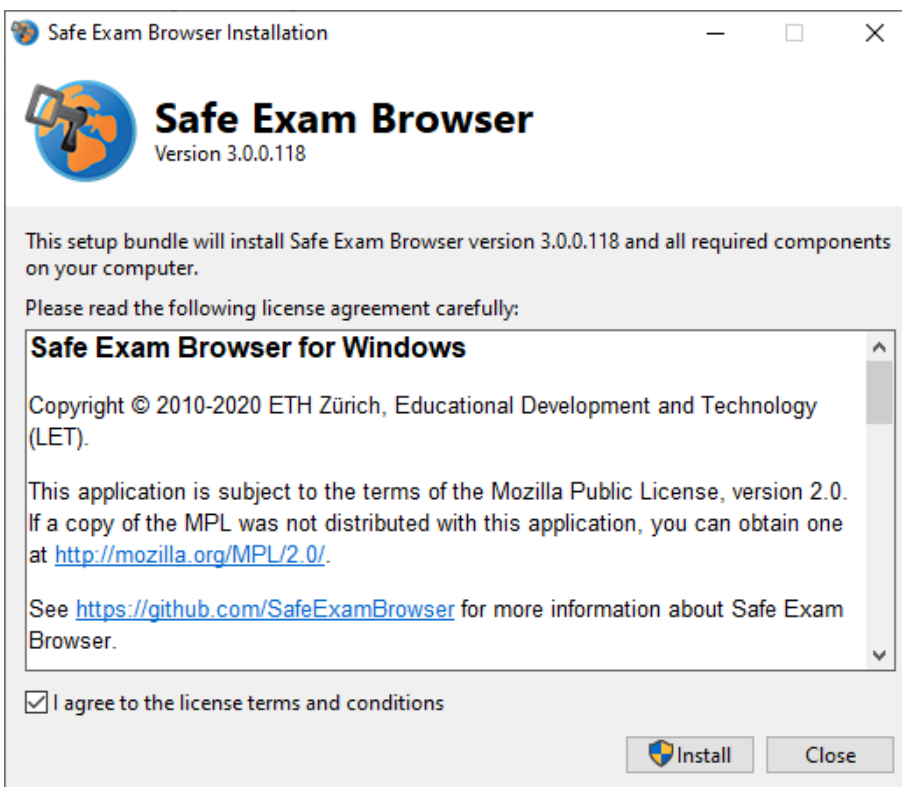 Safe Exam Browser Installation
Safe Exam Browser
Version 3.0.0.118
This setup bundle will install Safe Exam Browser version 3.0.0.118 and all required components
on your computer.
Please read the following license agreement carefully:
Safe Exam Browser for Windows
Copyright © 2010-2020 ETH Zürich, Educational Development and Technology
(LET).
This application is subject to the terms of the Mozilla Public License, version 2.0.
If a copy of the MPL was not distributed with this application, you can obtain one
at http://mozilla.org/MPL/2.0/.
See https://github.com/SafeExamBrowser for more information about Safe Exam
Browser.
I agree to the license terms and conditions
Install Close